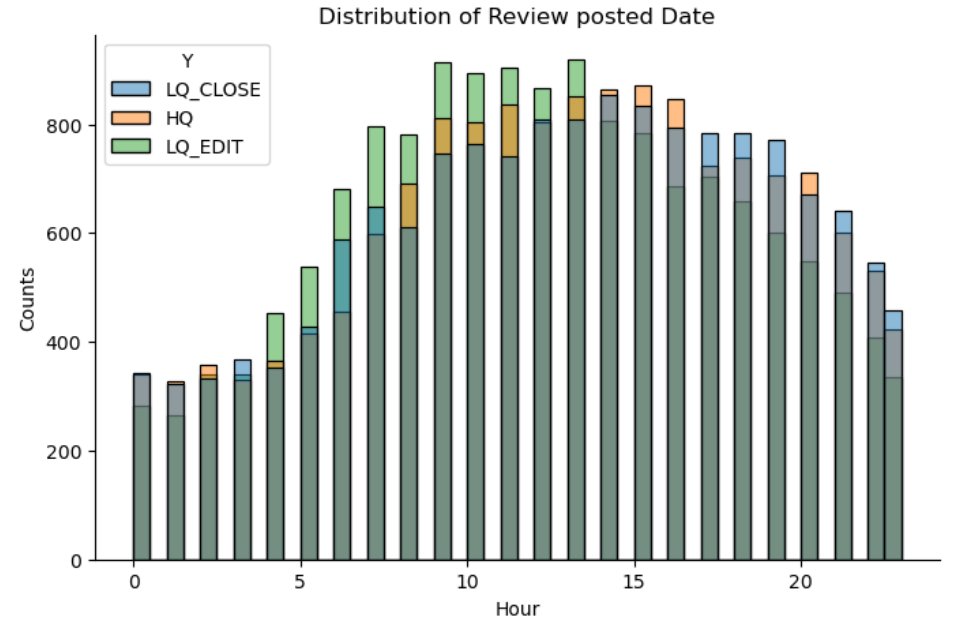 Distribution of Review posted Date
Y
LQ_CLOSE
HQ
LQ_EDIT
Counts
800
600
400
200
0
0 5 10 15 20
Hour